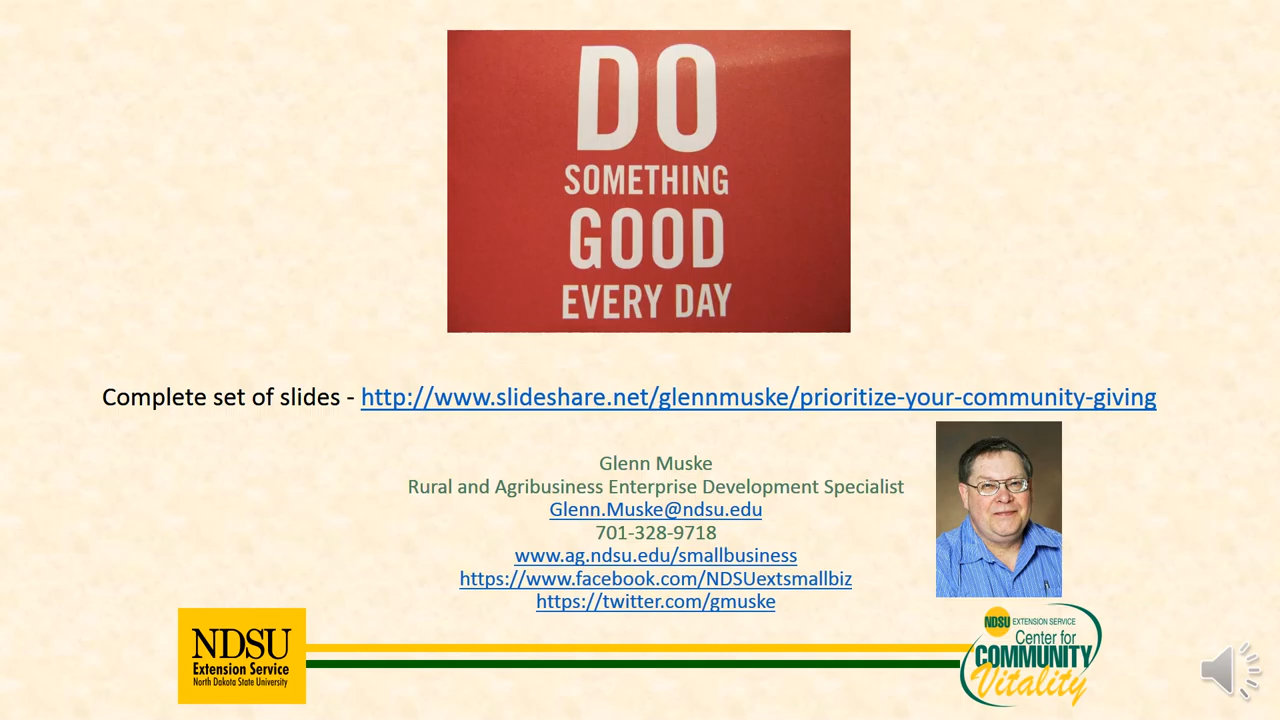 DO
SOMETHING
GOOD
EVERY DAY
Complete set of slides - http://www.slideshare.net/glennmuske/prioritize-your-community-giving
Glenn Muske
Rural and Agribusiness Enterprise Development Specialist
Glenn.Muske@ndsu.edu
701-328-9718
www.ag.ndsu.edu/smallbusiness
https://www.facebook.com/NDSUextsmallbiz
https://twitter.com/gmuske
NDSU
Extension Service
North Dakota State University
NDSU EXTENSION SERVICE
Center for
COMMUNITY
Vitality